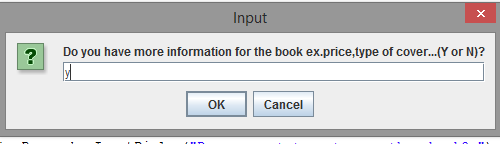 Input
Do you have more information for the book ex.price,type of cover...(Y or N)?
y
OK
Cancel